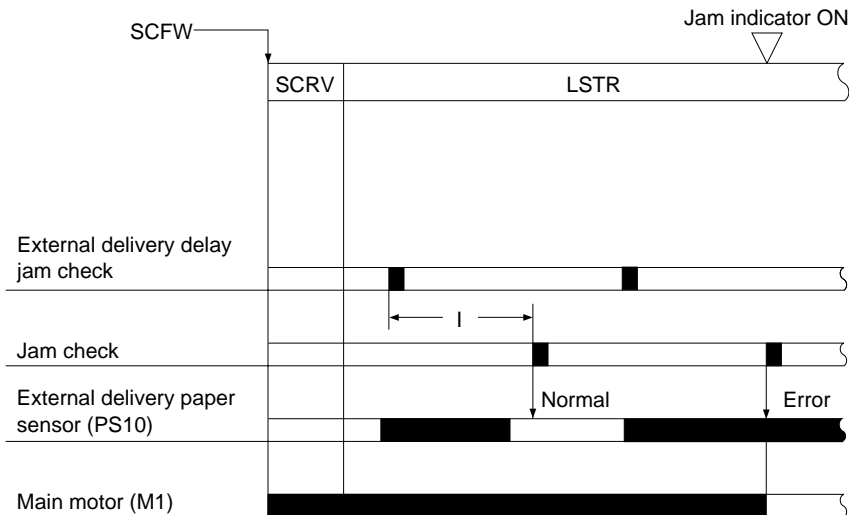 Jam indicator ON
SCFW
SCRV
LSTR
External delivery delay
jam check
I
Jam check
External delivery paper
sensor (PS10)
Normal
Error
Main motor (M1)